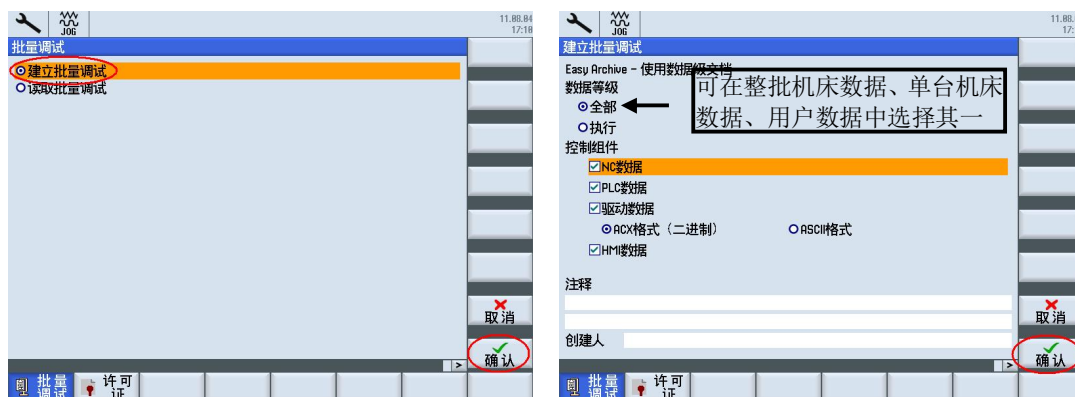 JOG
11.08.04
17:18
批量调试
建立批量调试
读取批量调试
取消
确认
批量
调试
许可
证
JOG
11.08.
17:
建立批量调试
Easy Archive - 使用数据级文档
数据等级
全部
执行
可在整批机床数据、单台机床
数据、用户数据中选择其一
控制组件
NC数据
PLC数据
驱动数据
ACX格式（二进制） ASCII格式
HMI数据
注释
创建人
取消
确认
批量
调试
许可
证